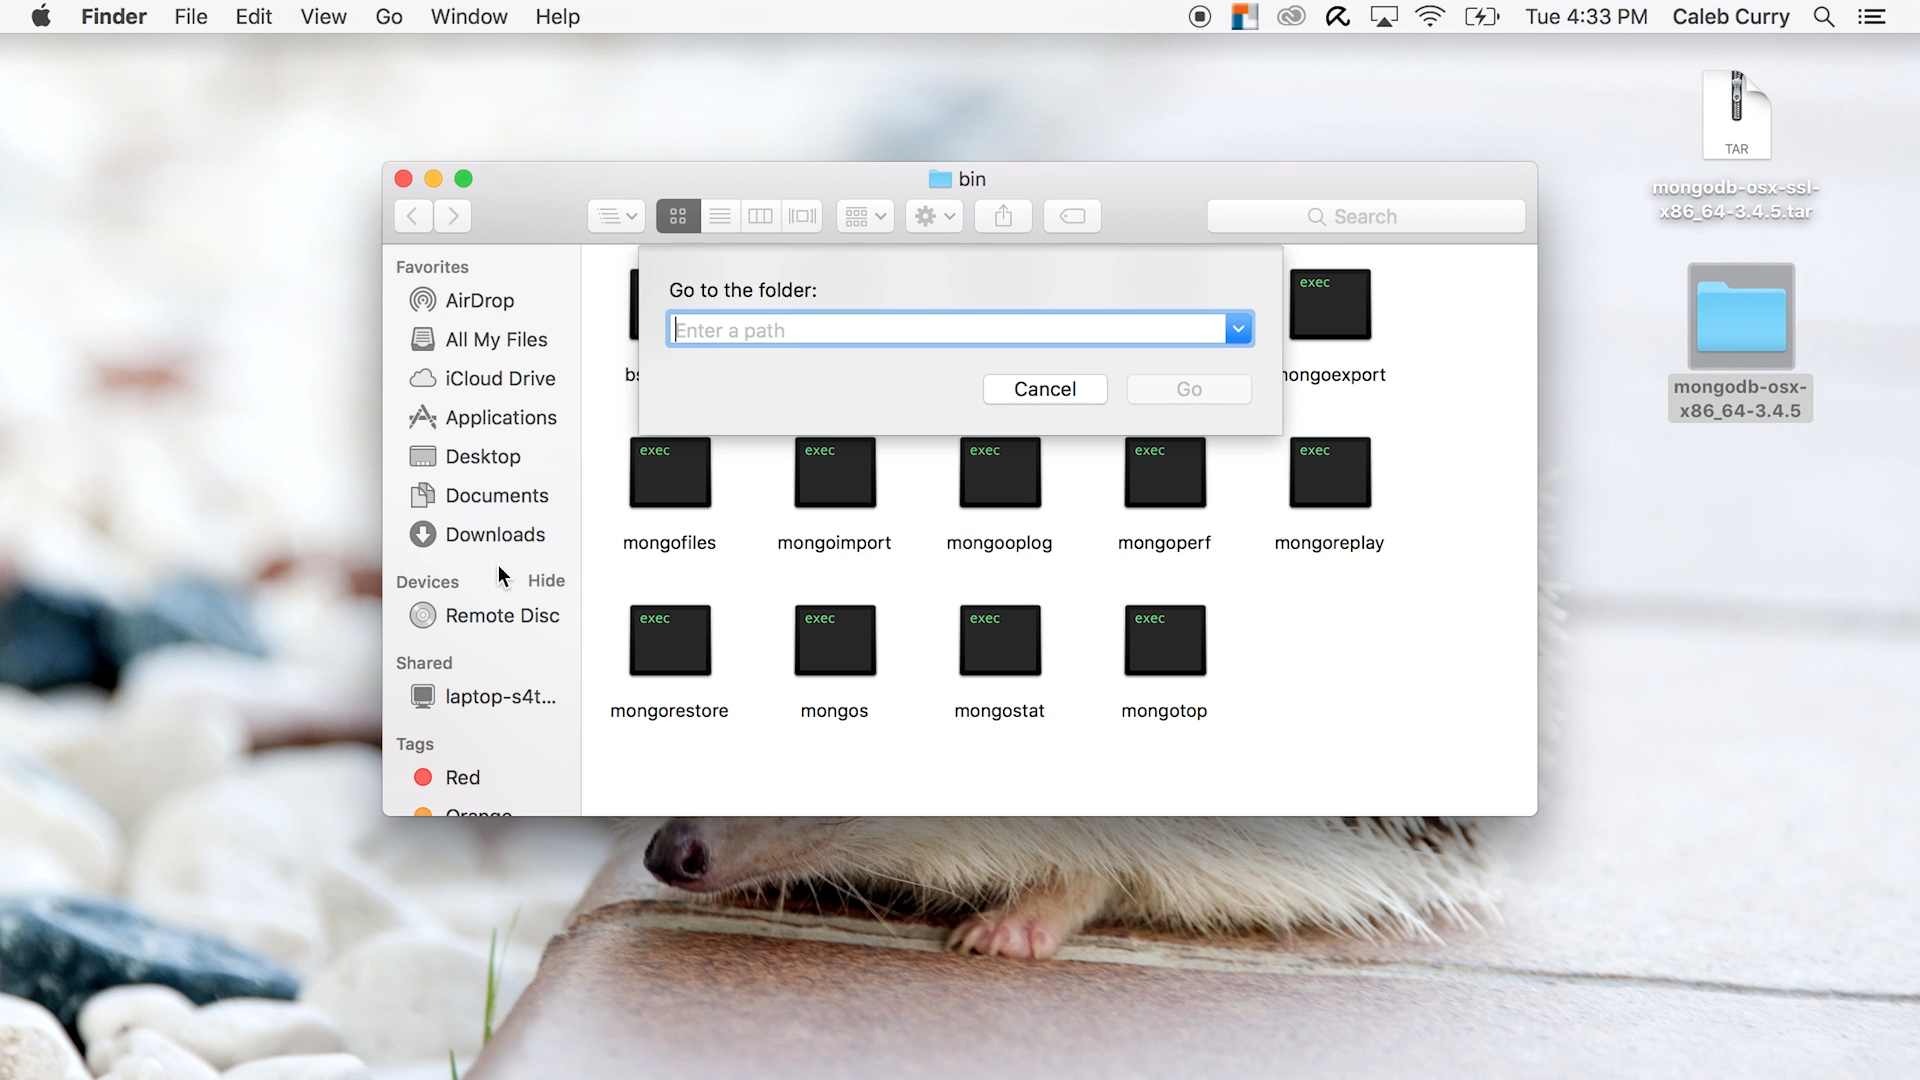 Finder File Edit View Go Window Help Tue 4:33 PM Caleb Curry
TAR
mongodb-osx-ssl-
x86_64-3.4.5.tar
mongodb-osx-
x86_64-3.4.5
bin
Search
Favorites
AirDrop
All My Files
iCloud Drive
Applications
Desktop
Documents
Downloads
Devices Hide
Remote Disc
Shared
laptop-s4t...
Tags
Red
Orange
Go to the folder:
Enter a path
Cancel Go
exec
bs ongoexport
exec exec exec exec exec
mongofiles mongoimport mongooplog mongoperf mongoreplay
exec exec exec exec
mongorestore mongos mongostat mongotop